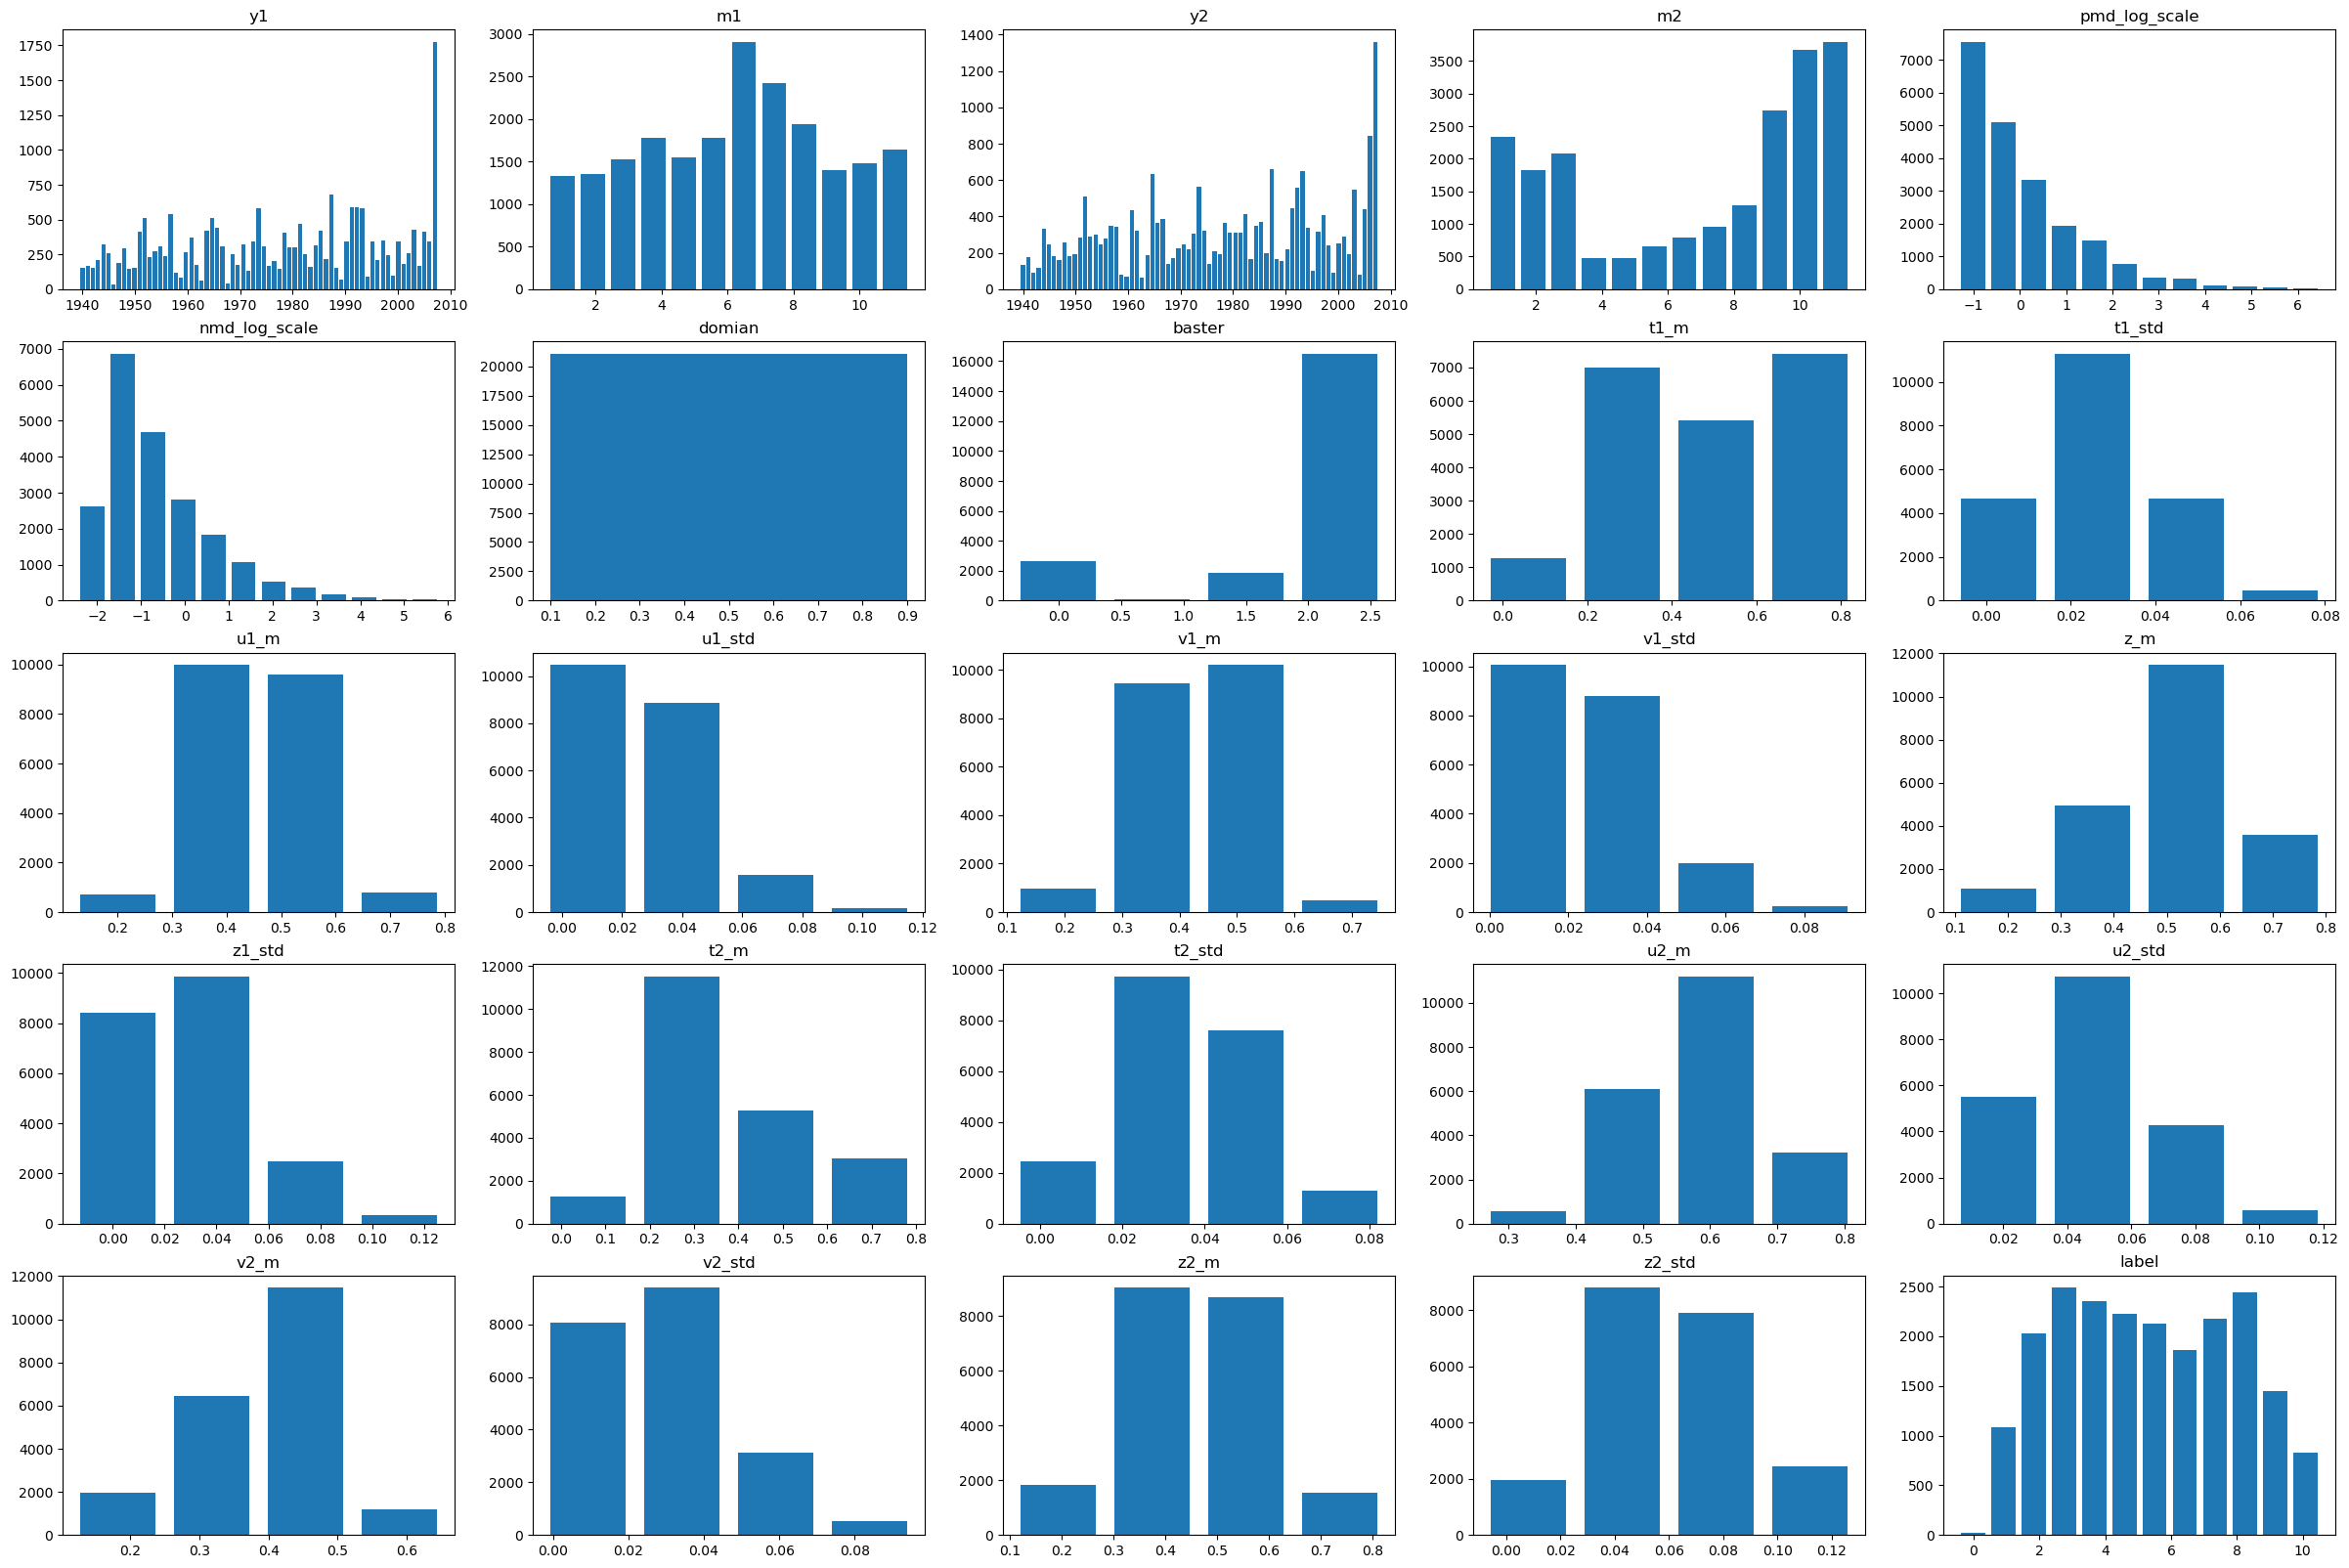 y1 m1 y2 m2 pmd_log_scale
1750 1500 1250 1000 750 500 250 0
1940 1950 1960 1970 1980 1990 2000 2010
3000 2500 2000 1500 1000 500 0
2 4 6 8 10
1400 1200 1000 800 600 400 200 0
1940 1950 1960 1970 1980 1990 2000 2010
3500 3000 2500 2000 1500 1000 500 0
2 4 6 8 10
7000 6000 5000 4000 3000 2000 1000 0
−1 0 1 2 3 4 5 6
nmd_log_scale domian baster t1_m t1_std
7000 6000 5000 4000 3000 2000 1000 0
−2 −1 0 1 2 3 4 5 6
20000 17500 15000 12500 10000 7500 5000 2500 0
0.1 0.2 0.3 0.4 0.5 0.6 0.7 0.8 0.9
16000 14000 12000 10000 8000 6000 4000 2000 0
0.0 0.5 1.0 1.5 2.0 2.5
7000 6000 5000 4000 3000 2000 1000 0
0.0 0.2 0.4 0.6 0.8
10000 8000 6000 4000 2000 0
0.00 0.02 0.04 0.06 0.08
u1_m u1_std v1_m v1_std z_m
10000 8000 6000 4000 2000 0
0.2 0.3 0.4 0.5 0.6 0.7 0.8
10000 8000 6000 4000 2000 0
0.00 0.02 0.04 0.06 0.08 0.10 0.12
10000 8000 6000 4000 2000 0
0.1 0.2 0.3 0.4 0.5 0.6 0.7
10000 8000 6000 4000 2000 0
0.00 0.02 0.04 0.06 0.08
12000 10000 8000 6000 4000 2000 0
0.1 0.2 0.3 0.4 0.5 0.6 0.7 0.8
z1_std t2_m t2_std u2_m u2_std
10000 8000 6000 4000 2000 0
0.00 0.02 0.04 0.06 0.08 0.10 0.12
12000 10000 8000 6000 4000 2000 0
0.0 0.1 0.2 0.3 0.4 0.5 0.6 0.7 0.8
10000 8000 6000 4000 2000 0
0.00 0.02 0.04 0.06 0.08
10000 8000 6000 4000 2000 0
0.3 0.4 0.5 0.6 0.7 0.8
10000 8000 6000 4000 2000 0
0.02 0.04 0.06 0.08 0.10 0.12
v2_m v2_std z2_m z2_std label
12000 10000 8000 6000 4000 2000 0
0.2 0.3 0.4 0.5 0.6
8000 6000 4000 2000 0
0.00 0.02 0.04 0.06 0.08
8000 6000 4000 2000 0
0.1 0.2 0.3 0.4 0.5 0.6 0.7 0.8
8000 6000 4000 2000 0
0.00 0.02 0.04 0.06 0.08 0.10 0.12
2500 2000 1500 1000 500 0
0 2 4 6 8 10